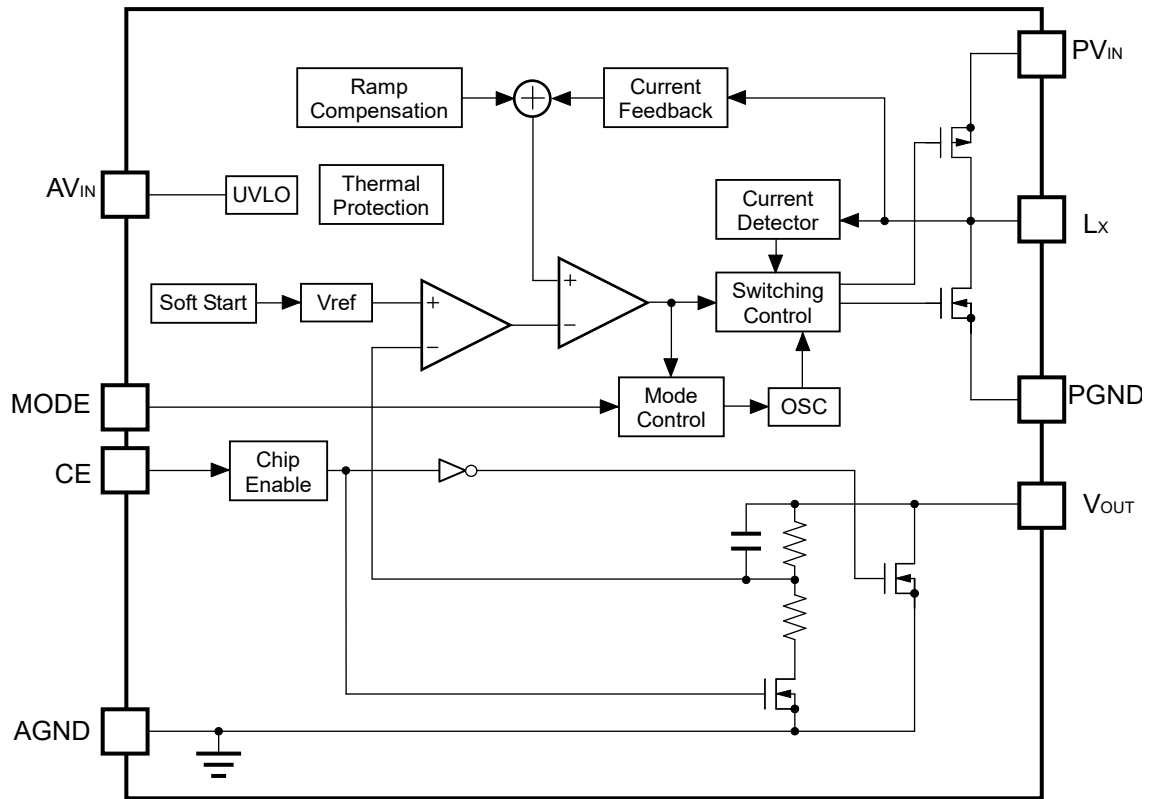 PVIN
Ramp
Compensation
+
Current
Feedback
AVIN
UVLO
Thermal
Protection
Current
Detector
LX
Soft Start
Vref
+
−
+
−
Switching
Control
MODE
Mode
Control
OSC
PGND
CE
Chip
Enable
VOUT
AGND